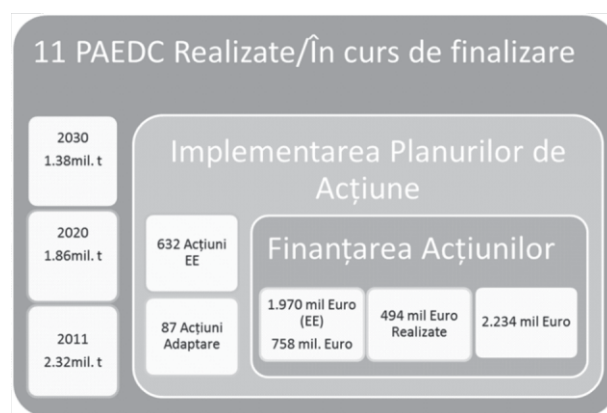 11 PAEDC Realizate/În curs de finalizare
2030
1.38mil. t
2020
1.86mil. t
2011
2.32mil. t
Implementarea Planurilor de
Acțiune
632 Acțiuni
EE
87 Acțiuni
Adaptare
Finanțarea Acțiunilor
1.970 mil Euro
(EE)
758 mil. Euro
494 mil Euro
Realizate
2.234 mil Euro